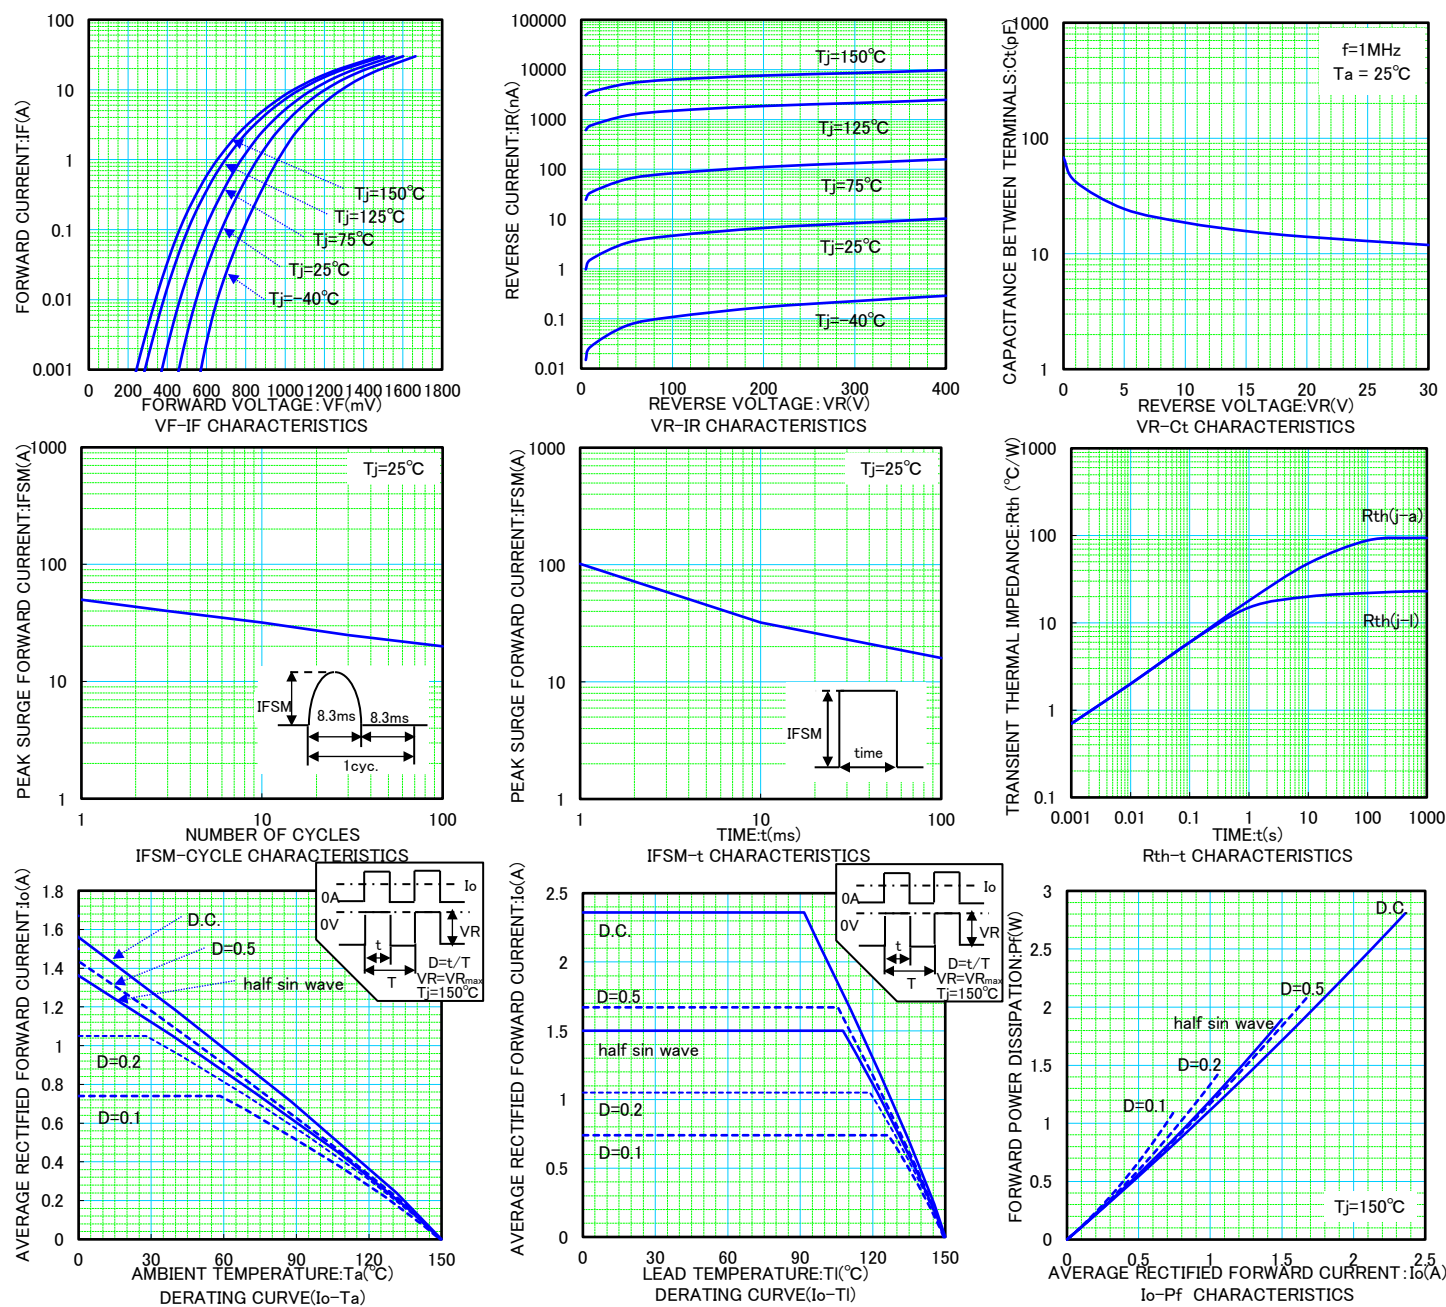 100
10
1
0.1
0.01
0.001
FORWARD CURRENT:IF(A)
Tj=150℃
Tj=125℃
Tj=75℃
Tj=25℃
Tj=-40℃
0 200 400 600 800 1000 1200 1400 1600 1800
FORWARD VOLTAGE:VF(mV)
VF-IF CHARACTERISTICS
100000
10000
1000
100
10
1
0.1
0.01
REVERSE CURRENT:IR(nA)
Tj=150℃
Tj=125℃
Tj=75℃
Tj=25℃
Tj=-40℃
0 100 200 300 400
REVERSE VOLTAGE:VR(V)
VR-IR CHARACTERISTICS
1000
100
10
1
CAPACITANCE BETWEEN TERMINALS:Ct(pF)
f=1MHz
Ta = 25℃
0 5 10 15 20 25 30
REVERSE VOLTAGE:VR(V)
VR-Ct CHARACTERISTICS
1000
100
10
1
PEAK SURGE FORWARD CURRENT:IFSM(A)
Tj=25℃
IFSM
8.3ms 8.3ms
1cyc.
1 10 100
NUMBER OF CYCLES
IFSM-CYCLE CHARACTERISTICS
1000
100
10
1
PEAK SURGE FORWARD CURRENT:IFSM(A)
Tj=25℃
IFSM
time
1 10 100
TIME:t(ms)
IFSM-t CHARACTERISTICS
1000
100
10
1
0.1
TRANSIENT THERMAL IMPEDANCE:Rth (℃/W)
Rth(j-a)
Rth(j-l)
0.001 0.01 0.1 1 10 100 1000
TIME:t(s)
Rth-t CHARACTERISTICS
1.8
1.6
1.4
1.2
1
0.8
0.6
0.4
0.2
0
AVERAGE RECTIFIED FORWARD CURRENT:Io(A)
D.C.
D=0.5
half sin wave
D=0.2
D=0.1
0A
Io
0V
VR
t
T
D=t/T
VR=VRmax
Tj=150℃
0 30 60 90 120 150
AMBIENT TEMPERATURE:Ta(℃)
DERATING CURVE(Io-Ta)
2.5
2
1.5
1
0.5
0
AVERAGE RECTIFIED FORWARD CURRENT:Io(A)
D.C.
D=0.5
half sin wave
D=0.2
D=0.1
0A
Io
0V
VR
t
T
D=t/T
VR=VRmax
Tj=150℃
0 30 60 90 120 150
LEAD TEMPERATURE:Tl(℃)
DERATING CURVE(Io-Tl)
3
2.5
2
1.5
1
0.5
0
FORWARD POWER DISSIPATION:Pf(W)
D.C.
D=0.5
half sin wave
D=0.2
D=0.1
Tj=150℃
0 0.5 1 1.5 2 2.5
AVERAGE RECTIFIED FORWARD CURRENT:Io(A)
Io-Pf CHARACTERISTICS